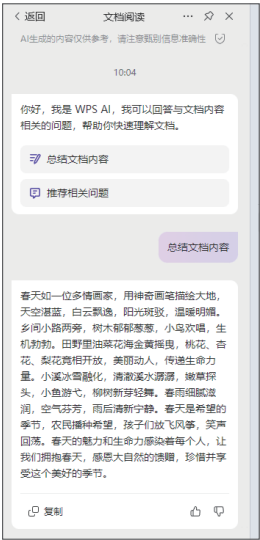 返回 文档阅读
AI生成的内容仅供参考，请注意甄别信息准确性
10:04
你好，我是 WPS AI，我可以回答与文档内容
相关的问题，帮助你快速理解文档。
总结文档内容
推荐相关问题
总结文档内容
春天如一位多情画家，用神奇画笔描绘大地，
天空湛蓝，白云飘逸，阳光斑驳，温暖明媚。
乡间小路两旁，树木郁郁葱葱，小鸟欢唱，生
机勃勃。田野里油菜花海金黄摇曳，桃花、杏
花、梨花竞相开放，美丽动人，传递生命力
量。小溪冰雪融化，清澈溪水潺潺，嫩草探
头，小鱼游弋，柳树新芽轻舞。春雨细腻滋
润，空气芬芳，雨后清新宁静。春天是希望的
季节，农民播种希望，孩子们放飞风筝，笑声
回荡。春天的魅力和生命力感染着每个人，让
我们拥抱春天，感恩大自然的馈赠，珍惜并享
受这个美好的季节。
复制